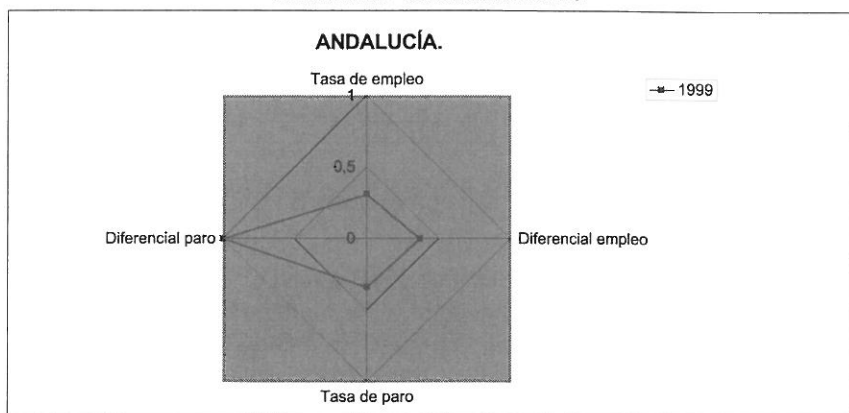 ANDALUCÍA.
Tasa de empleo
1
1999
0,5
Diferencial paro
0
Diferencial empleo
Tasa de paro